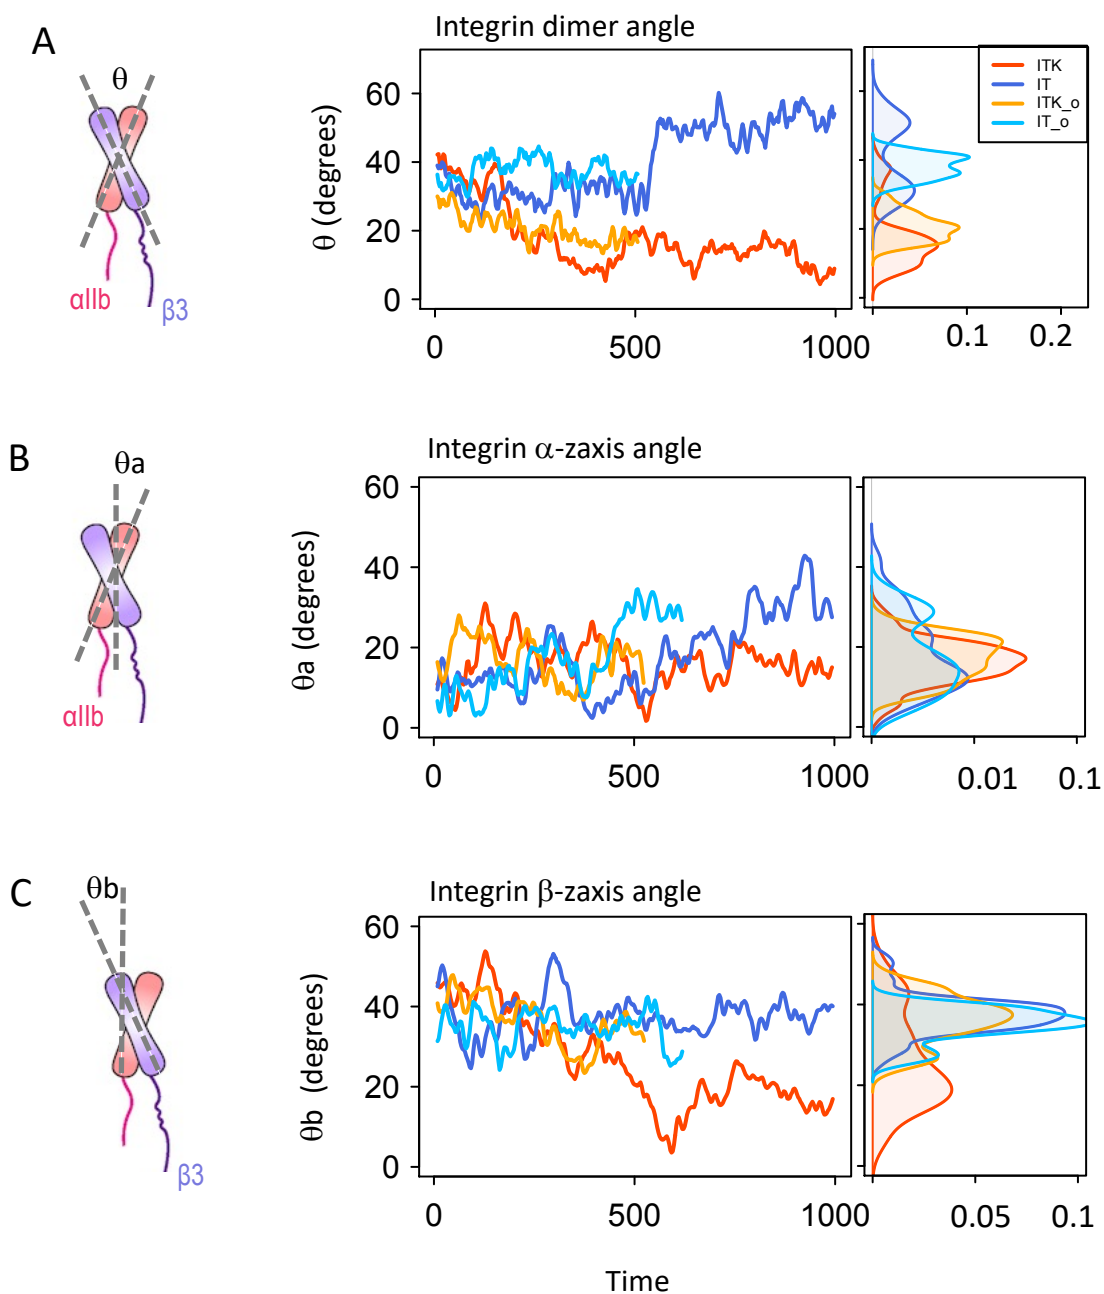 A
Integrin dimer angle
θ
θ (degrees)
60
40
20
0
0
500
1000
0.1
0.2
ITK
IT
ITK_o
IT_o
αIIb
β3
B
Integrin α-zaxis angle
θa
θa (degrees)
60
40
20
0
0
500
1000
0.01
0.1
αIIb
C
Integrin β-zaxis angle
θb
θb (degrees)
60
40
20
0
0
500
1000
0.05
0.1
β3
Time